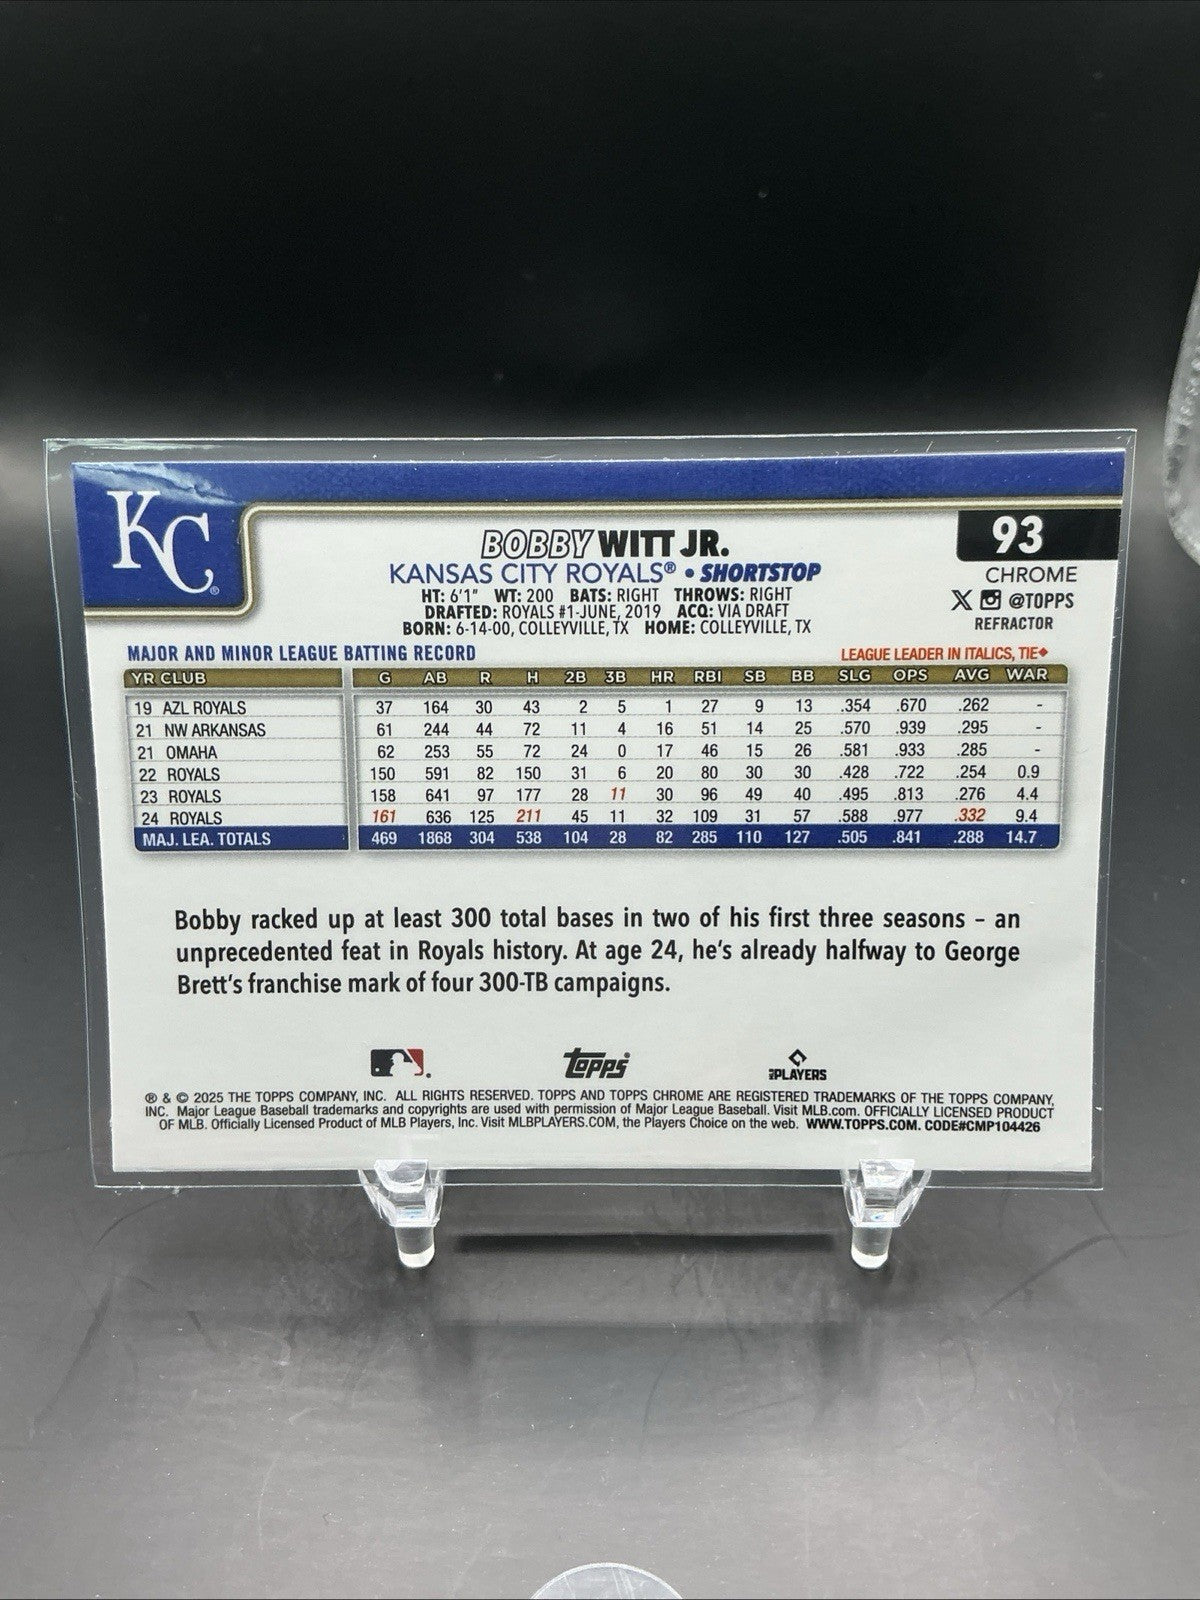 KC
BOBBY WITT JR.
93
KANSAS CITY ROYALS® • SHORTSTOP
CHROME
HT: 6'1" WT: 200 BATS: RIGHT THROWS: RIGHT
@TOPPS
DRAFTED: ROYALS #1-JUNE, 2019 ACQ: VIA DRAFT
REFRACTOR
BORN: 6-14-00, COLLEYVILLE, TX HOME: COLLEYVILLE, TX
MAJOR AND MINOR LEAGUE BATTING RECORD
LEAGUE LEADER IN ITALICS, TIE◆
YR CLUB G AB R H 2B 3B HR RBI SB BB SLG OPS AVG WAR
19 AZL ROYALS 37 164 30 43 2 5 1 27 9 13 .354 .670 .262 -
21 NW ARKANSAS 61 244 44 72 11 4 16 51 14 25 .570 .939 .295 -
21 OMAHA 62 253 55 72 24 0 17 46 15 26 .581 .933 .285 -
22 ROYALS 150 591 82 150 31 6 20 80 30 30 .428 .722 .254 0.9
23 ROYALS 158 641 97 177 28 11 30 96 49 40 .495 .813 .276 4.4
24 ROYALS 161 636 125 211 45 11 32 109 31 57 .588 .977 .332 9.4
MAJ. LEA. TOTALS 469 1868 304 538 104 28 82 285 110 127 .505 .841 .288 14.7
Bobby racked up at least 300 total bases in two of his first three seasons – an
unprecedented feat in Royals history. At age 24, he's already halfway to George
Brett's franchise mark of four 300-TB campaigns.
Topps®
MLB PLAYERS
® & © 2025 THE TOPPS COMPANY, INC. ALL RIGHTS RESERVED. TOPPS AND TOPPS CHROME ARE REGISTERED TRADEMARKS OF THE TOPPS COMPANY,
INC. Major League Baseball trademarks and copyrights are used with permission of Major League Baseball. Visit MLB.com. OFFICIALLY LICENSED PRODUCT
OF MLB. Officially Licensed Product of MLB Players, Inc. Visit MLBPLAYERS.COM, the Players Choice on the web. WWW.TOPPS.COM. CODE#CMP104426